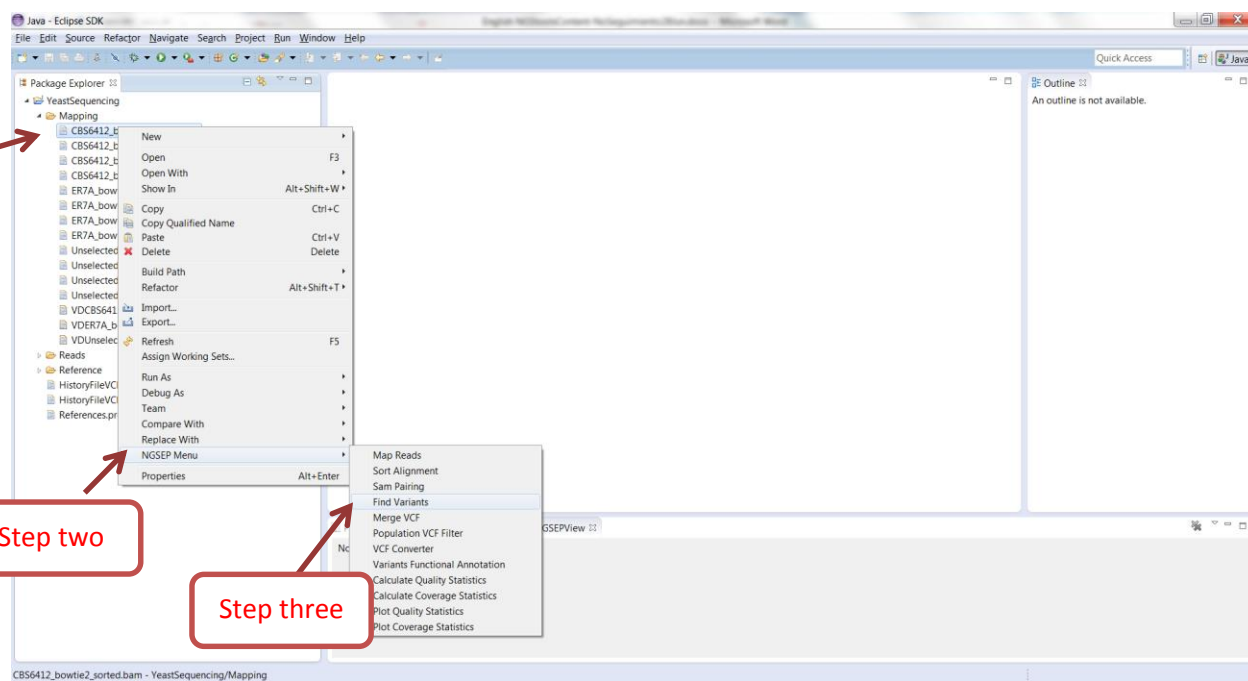 Java - Eclipse SDK
File Edit Source Refactor Navigate Search Project Run Window Help
Quick Access
Java
Package Explorer
YeastSequencing
Mapping
CBS6412_b
CBS6412_b
CBS6412_b
CBS6412_b
ER7A_bow
ER7A_bow
ER7A_bow
ER7A_bow
Unselected
Unselected
Unselected
Unselected
VDCBS641
VDER7A_b
VDUnselec
Reads
Reference
HistoryFileVC
HistoryFileVC
References.pr
New
Open F3
Open With
Show In Alt+Shift+W
Copy Ctrl+C
Copy Qualified Name
Paste Ctrl+V
Delete Delete
Build Path
Refactor Alt+Shift+T
Import...
Export...
Refresh F5
Assign Working Sets...
Run As
Debug As
Team
Compare With
Replace With
NGSEP Menu
Properties Alt+Enter
Map Reads
Sort Alignment
Sam Pairing
Find Variants
Merge VCF
Population VCF Filter
VCF Converter
Variants Functional Annotation
Calculate Quality Statistics
Calculate Coverage Statistics
Plot Quality Statistics
Plot Coverage Statistics
Outline
An outline is not available.
GSEPView
No
Step two
Step three
CBS6412_bowtie2_sorted.bam - YeastSequencing/Mapping